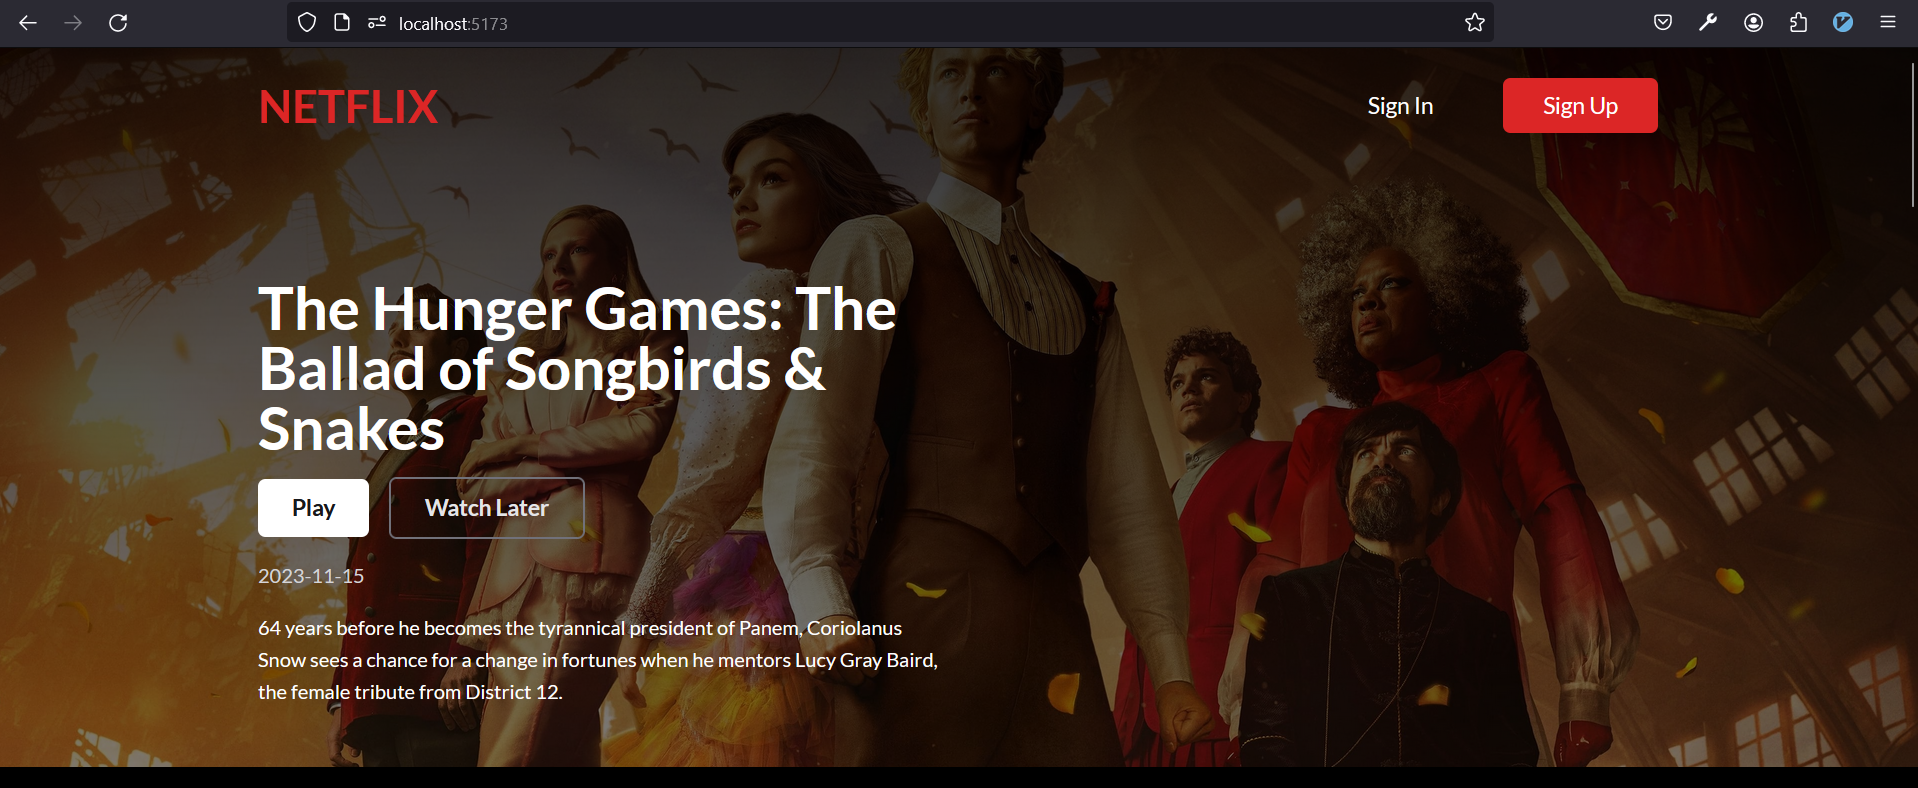 localhost:5173
NETFLIX
Sign In
Sign Up
The Hunger Games: The
Ballad of Songbirds &
Snakes
Play
Watch Later
2023-11-15
64 years before he becomes the tyrannical president of Panem, Coriolanus
Snow sees a chance for a change in fortunes when he mentors Lucy Gray Baird,
the female tribute from District 12.